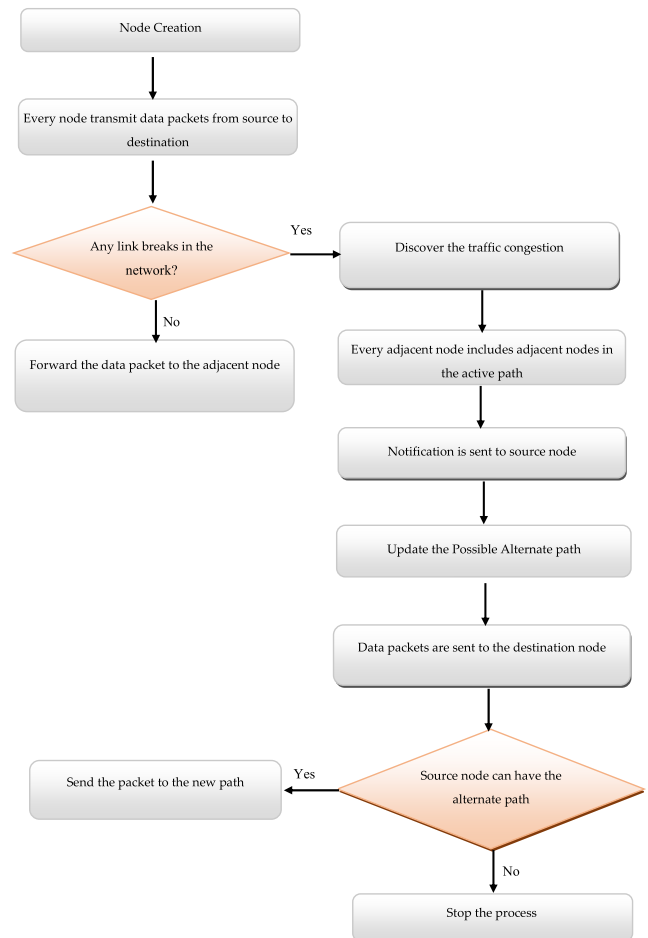 Node Creation
Every node transmit data packets from source to
destination
Any link breaks in the
network?
Yes
No
Forward the data packet to the adjacent node
Discover the traffic congestion
Every adjacent node includes adjacent nodes in
the active path
Notification is sent to source node
Update the Possible Alternate path
Data packets are sent to the destination node
Source node can have the
alternate path
Yes
Send the packet to the new path
No
Stop the process